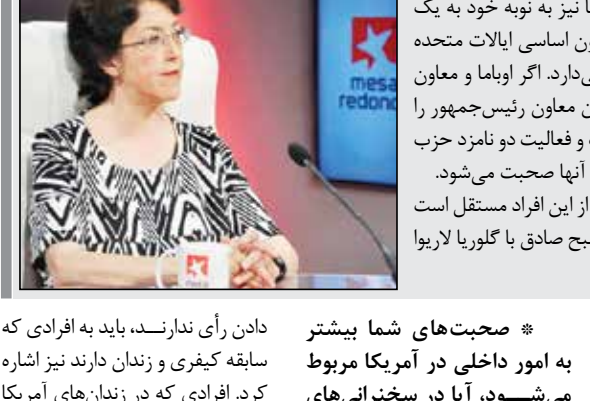 ا نیز به نوبه خود به یک
ون اساسی ایالات متحده
ی‌دارد. اگر اوباما و معاون
ن معاون رئیس‌جمهور را
و فعالیت دو نامزد حزب
آنها صحبت می‌شود.
از این افراد مستقل است
بح صادق با گلوریا لاریوا
mesa
redonda
* صحبت‌های شما بیشتر
به امور داخلی در آمریکا مربوط
می‌شــود، آیا در سخنرانی‌های
دادن رأی ندارنــد، باید به افرادی که
سابقه کیفری و زندان دارند نیز اشاره
کرد. افرادی که در زندان‌های آمریکا